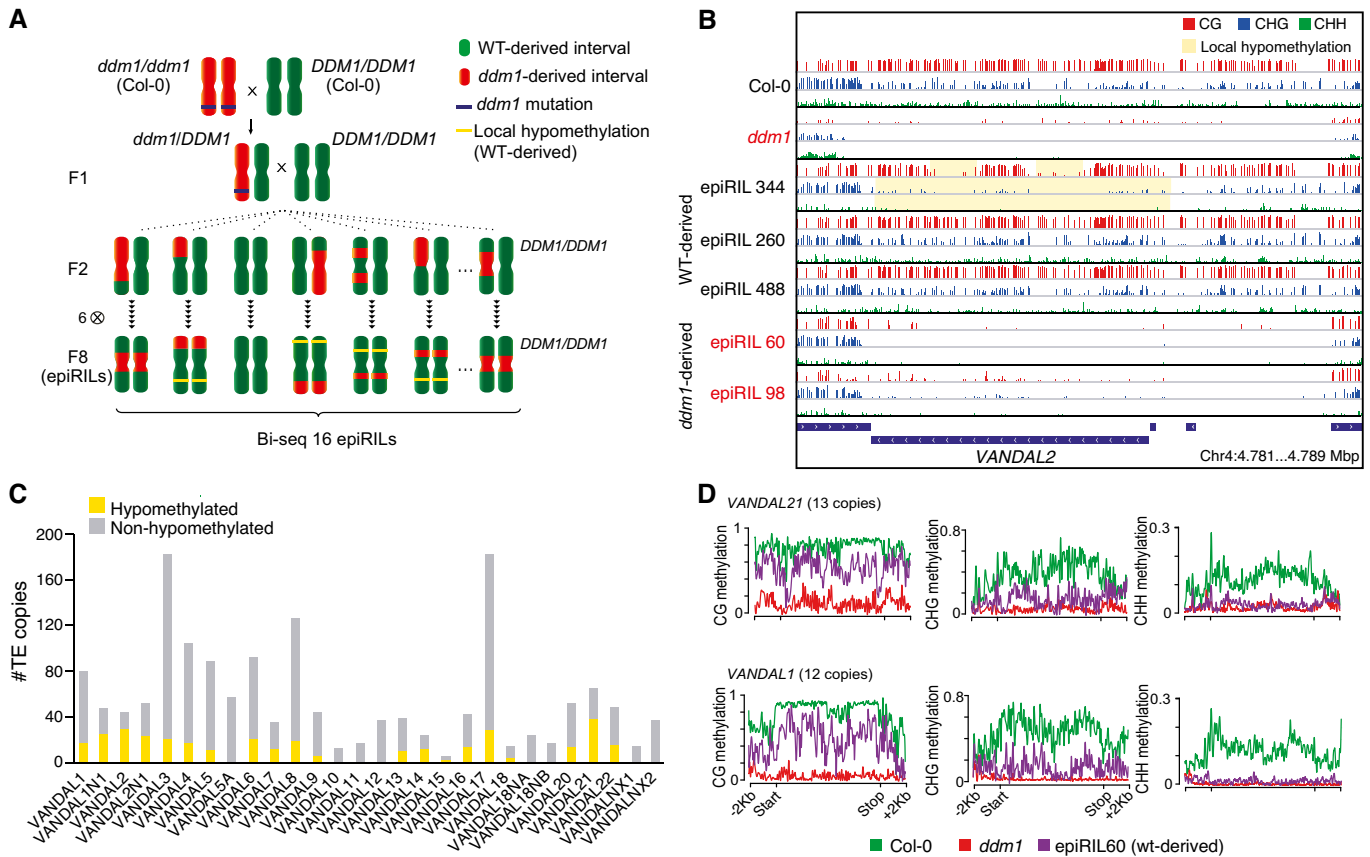 A
ddm1/ddm1
(Col-0)
DDM1/DDM1
(Col-0)
x
WT-derived interval
ddm1-derived interval
ddm1 mutation
Local hypomethylation
(WT-derived)
ddm1/DDM1
DDM1/DDM1
F1
x
F2
DDM1/DDM1
...
6 ⊗
F8
(epiRILs)
DDM1/DDM1
...
Bi-seq 16 epiRILs
B
CG
CHG
CHH
Local hypomethylation
Col-0
ddm1
WT-derived
epiRIL 344
epiRIL 260
epiRIL 488
ddm1-derived
epiRIL 60
epiRIL 98
VANDAL2
Chr4:4.781...4.789 Mbp
C
Hypomethylated
Non-hypomethylated
#TE copies
200
160
120
80
40
0
VANDAL1
VANDAL1N1
VANDAL2
VANDAL2N1
VANDAL3
VANDAL4
VANDAL5
VANDAL5A
VANDAL6
VANDAL7
VANDAL8
VANDAL9
VANDAL10
VANDAL11
VANDAL12
VANDAL13
VANDAL14
VANDAL15
VANDAL16
VANDAL17
VANDAL18
VANDAL18NA
VANDAL18NB
VANDAL20
VANDAL21
VANDAL22
VANDALNX1
VANDALNX2
D
VANDAL21 (13 copies)
CG methylation
1
0
CHG methylation
0.8
0
CHH methylation
0.3
0
VANDAL1 (12 copies)
CG methylation
1
0
-2Kb
Start
Stop
+2Kb
CHG methylation
0.8
0
-2Kb
Start
Stop
+2Kb
CHH methylation
0.3
0
Col-0
ddm1
epiRIL60 (wt-derived)